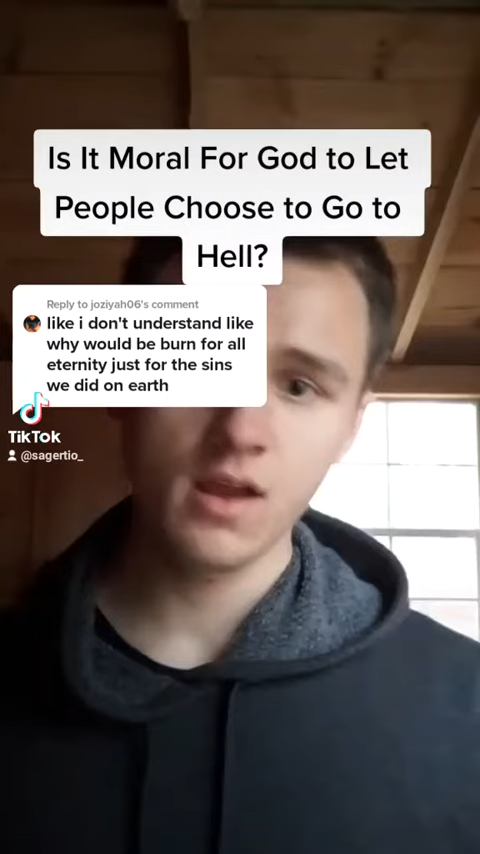 Is It Moral For God to Let
People Choose to Go to
Hell?
Reply to joziyah06's comment
like i don't understand like
why would be burn for all
eternity just for the sins
we did on earth
TikTok
@sagertio_